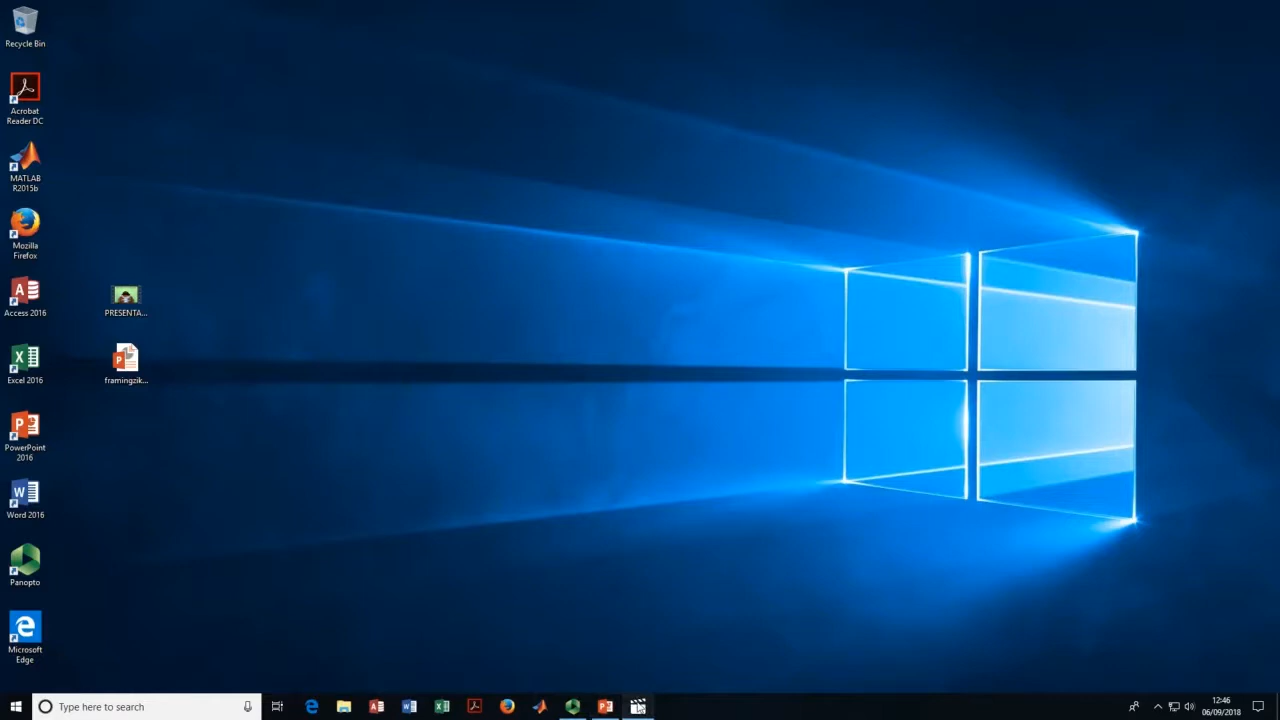 Recycle Bin
Acrobat
Reader DC
MATLAB
R2015b
Mozilla
Firefox
Access 2016
PRESENTA...
Excel 2016
framingzik...
PowerPoint
2016
Word 2016
Panopto
Microsoft
Edge
Type here to search
12:46
06/09/2018